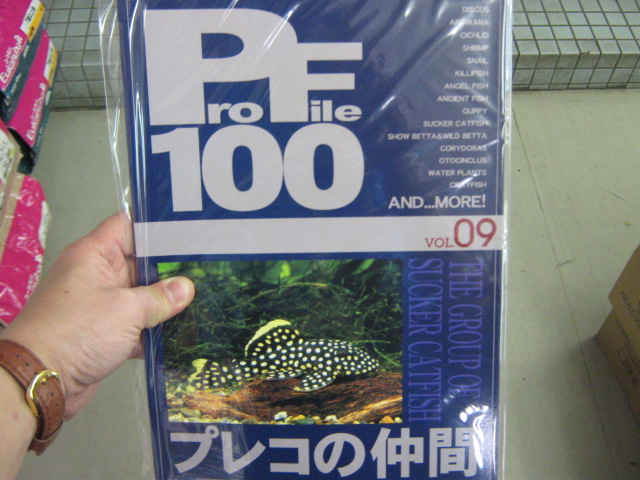 ProFile
100
DISCUS
AROWANA
CICHLID
SHRIMP
SNAIL
KILLIFISH
ANGEL FISH
ANCIENT FISH
GUPPY
SUCKER CATFISH
SHOW BETTA&WILD BETTA
CORYDORAS
OTOCINCLUS
WATER PLANTS
CRAYFISH
AND...MORE!
VOL.09
THE GROUP OF
SUCKER CATFISH
プレコの仲間